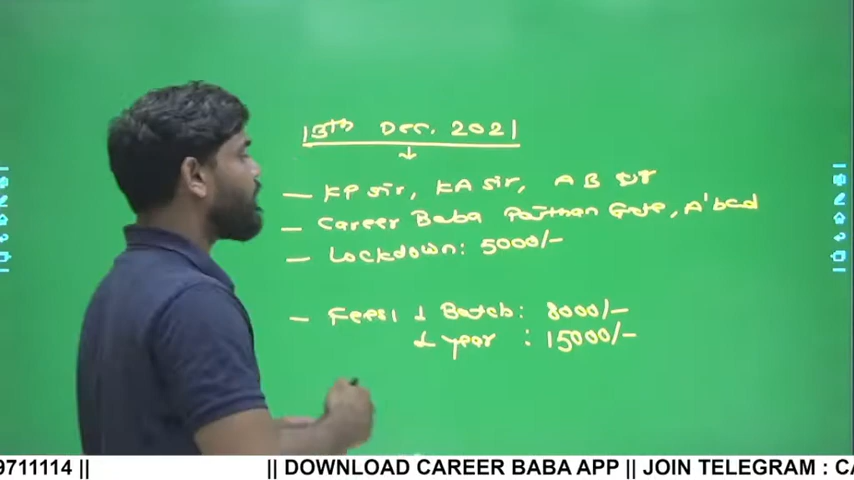 13th Dec. 2021
- KP sir, KA sir, AB sir
- Career Baba Paithan Gate, A'bad
- Lockdown: 5000/-
- Fees: 1 Batch: 8000/-
1 year : 15000/-
9711114 || || DOWNLOAD CAREER BABA APP || JOIN TELEGRAM : CA